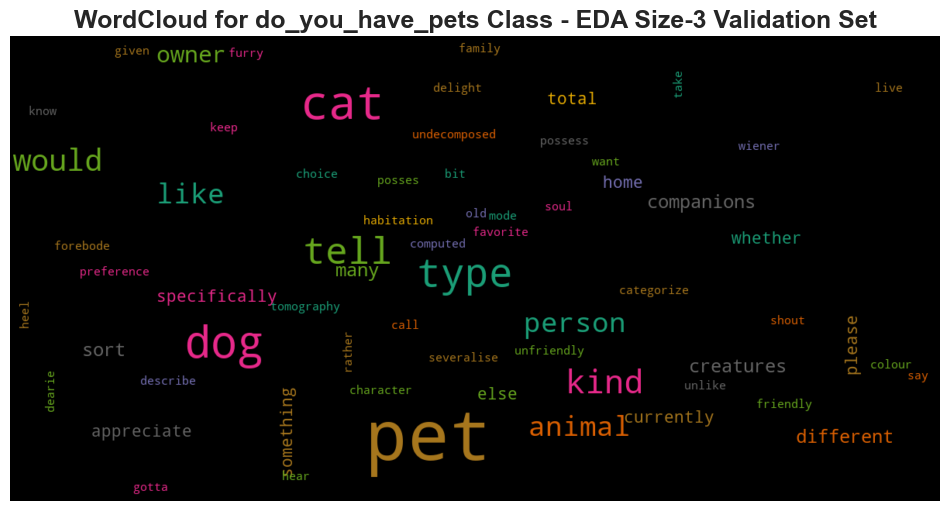 WordCloud for do_you_have_pets Class - EDA Size-3 Validation Set
given
owner
furry
family
cat
delight
total
take
live
know
keep
undecomposed
possess
wiener
would
like
choice
posses
bit
want
home
companions
soul
old
mode
habitation
favorite
computed
whether
forebode
preference
tell
many
type
specifically
tomography
categorize
heel
dog
call
person
shout
sort
rather
severalise
unfriendly
please
creatures
colour
say
describe
character
else
kind
unlike
dearie
something
friendly
appreciate
pet
animal
currently
different
hear
gotta